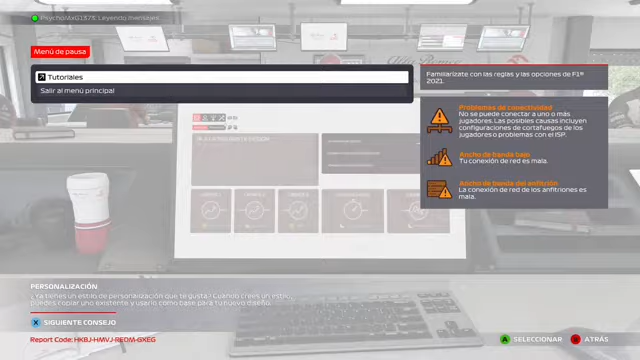 PsychoMxG1373: Leyendo mensajes
Menú de pausa
Tutoriales
Salir al menú principal
Familiarízate con las reglas y las opciones de F1®
2021.
Problemas de conectividad
No se puede conectar a uno o más
jugadores. Las posibles causas incluyen
configuraciones de cortafuegos de los
jugadores o problemas con el ISP.
Ancho de banda bajo
Tu conexión de red es mala.
Ancho de banda del anfitrión
La conexión de red de los anfitriones es
mala.
PERSONALIZACIÓN
¿Ya tienes un estilo de personalización que te gusta? Cuando crees un estilo,
puedes copiar uno existente y usarlo como base para tu nuevo diseño.
X SIGUIENTE CONSEJO
Report Code: HKBJ-HMVJ-REDM-GXEG
A SELECCIONAR
B ATRÁS